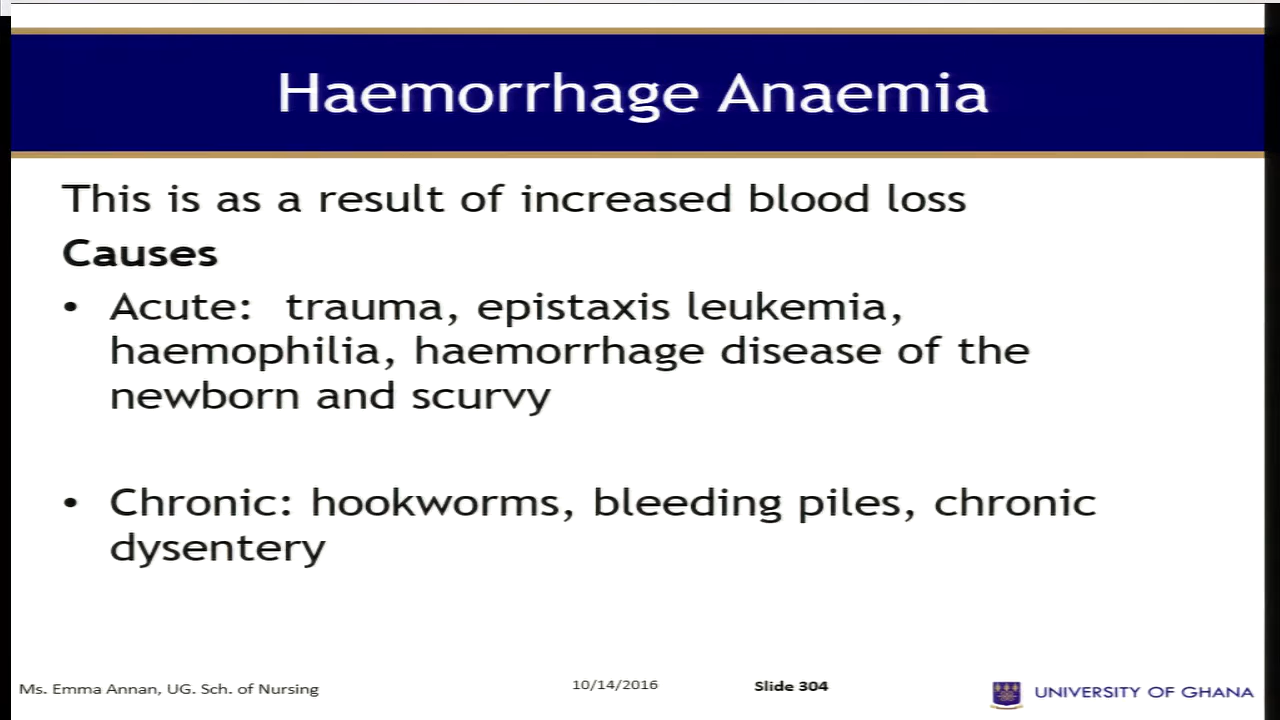 Haemorrhage Anaemia
This is as a result of increased blood loss
Causes
• Acute: trauma, epistaxis leukemia,
haemophilia, haemorrhage disease of the
newborn and scurvy
• Chronic: hookworms, bleeding piles, chronic
dysentery
Ms. Emma Annan, UG. Sch. of Nursing
10/14/2016
Slide 304
UNIVERSITY OF GHANA